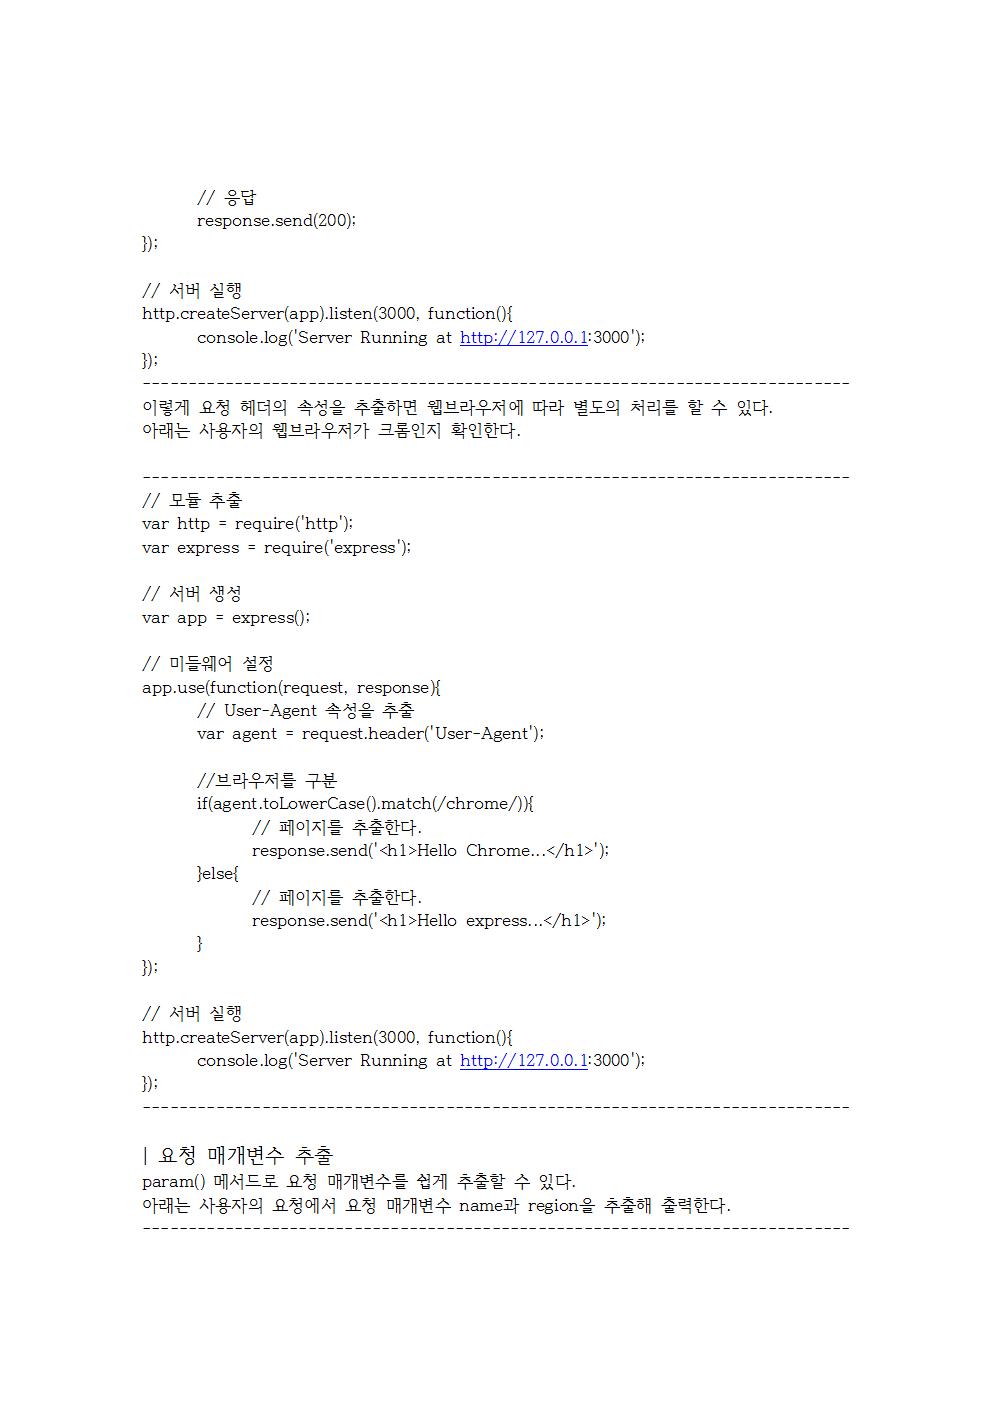 // 응답
response.send(200);
});
// 서버 실행
http.createServer(app).listen(3000, function(){
console.log('Server Running at http://127.0.0.1:3000');
});
--------------------------------------------------------------------------------
이렇게 요청 헤더의 속성을 추출하면 웹브라우저에 따라 별도의 처리를 할 수 있다.
아래는 사용자의 웹브라우저가 크롬인지 확인한다.
--------------------------------------------------------------------------------
// 모듈 추출
var http = require('http');
var express = require('express');
// 서버 생성
var app = express();
// 미들웨어 설정
app.use(function(request, response){
// User-Agent 속성을 추출
var agent = request.header('User-Agent');
//브라우저를 구분
if(agent.toLowerCase().match(/chrome/)){
// 페이지를 추출한다.
response.send('<h1>Hello Chrome...</h1>');
}else{
// 페이지를 추출한다.
response.send('<h1>Hello express...</h1>');
}
});
// 서버 실행
http.createServer(app).listen(3000, function(){
console.log('Server Running at http://127.0.0.1:3000');
});
--------------------------------------------------------------------------------
| 요청 매개변수 추출
param() 메서드로 요청 매개변수를 쉽게 추출할 수 있다.
아래는 사용자의 요청에서 요청 매개변수 name과 region을 추출해 출력한다.
--------------------------------------------------------------------------------